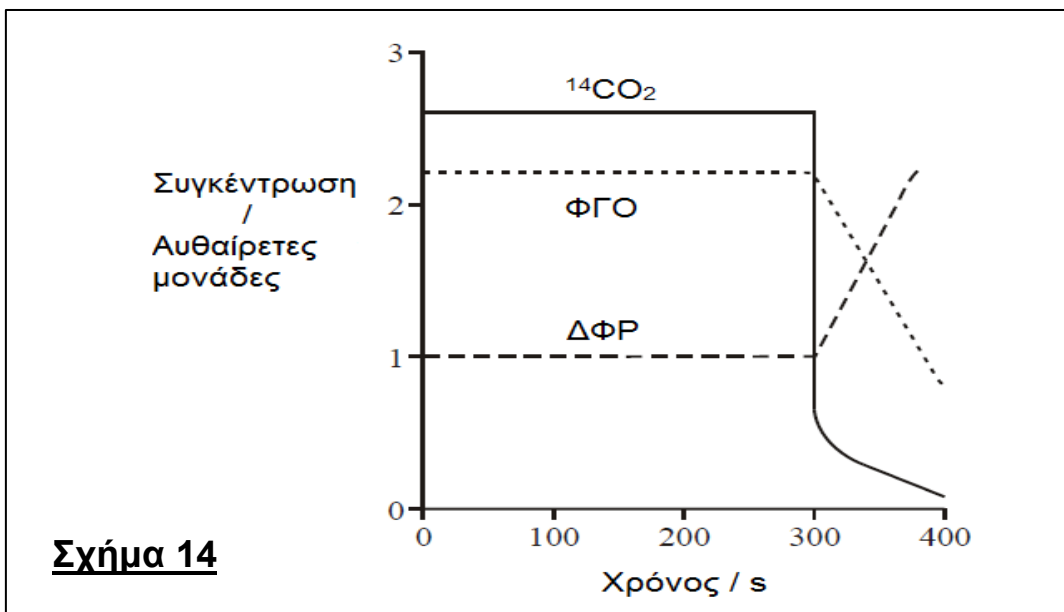 3
¹⁴CO₂
Συγκέντρωση
/
Αυθαίρετες
μονάδες
2
ΦΓΟ
ΔΦΡ
1
0
0 100 200 300 400
Χρόνος / s
Σχήμα 14